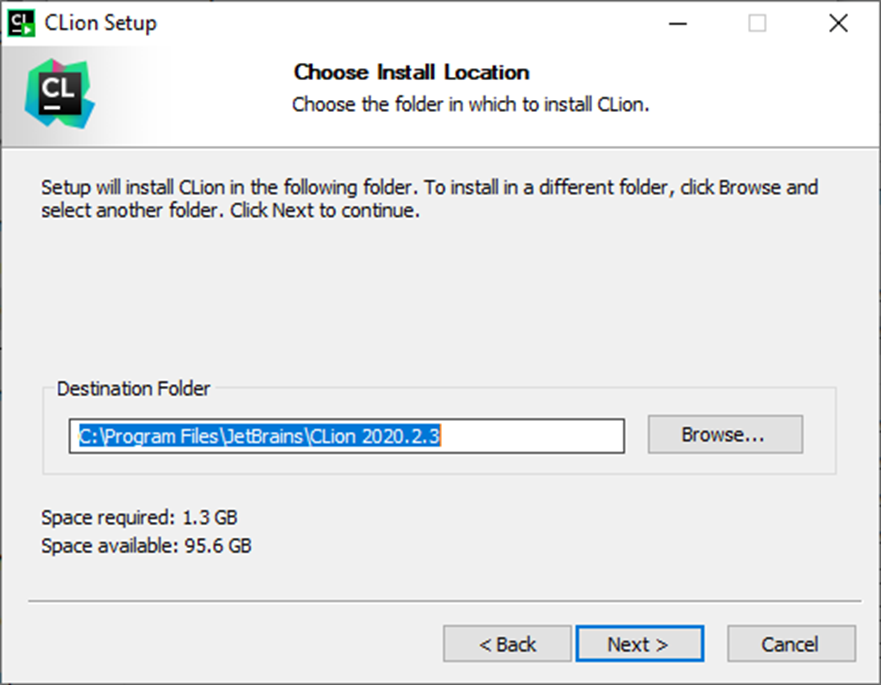 CL CLion Setup
CL
Choose Install Location
Choose the folder in which to install CLion.
Setup will install CLion in the following folder. To install in a different folder, click Browse and
select another folder. Click Next to continue.
Destination Folder
C:\Program Files\JetBrains\CLion 2020.2.3
Browse...
Space required: 1.3 GB
Space available: 95.6 GB
< Back
Next >
Cancel